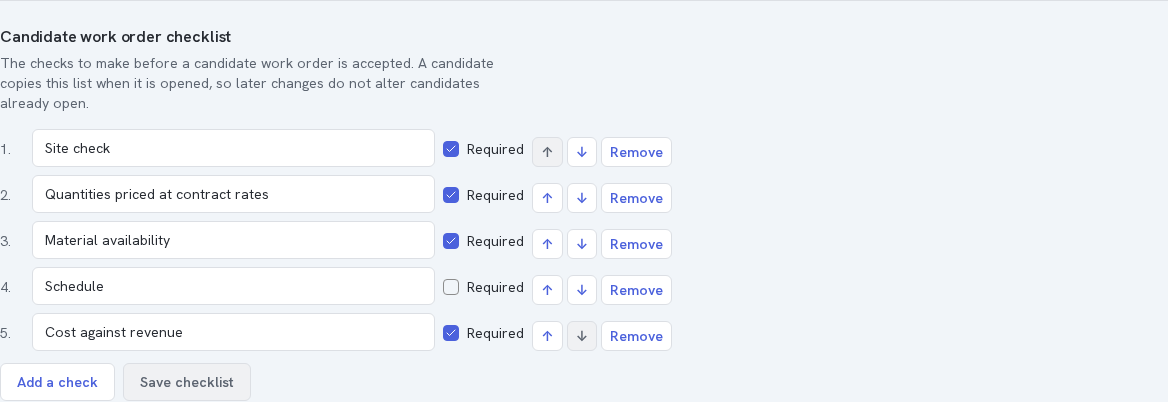 Candidate work order checklist
The checks to make before a candidate work order is accepted. A candidate
copies this list when it is opened, so later changes do not alter candidates
already open.
1. Site check Required ↑ ↓ Remove
2. Quantities priced at contract rates Required ↑ ↓ Remove
3. Material availability Required ↑ ↓ Remove
4. Schedule Required ↑ ↓ Remove
5. Cost against revenue Required ↑ ↓ Remove
Add a check Save checklist